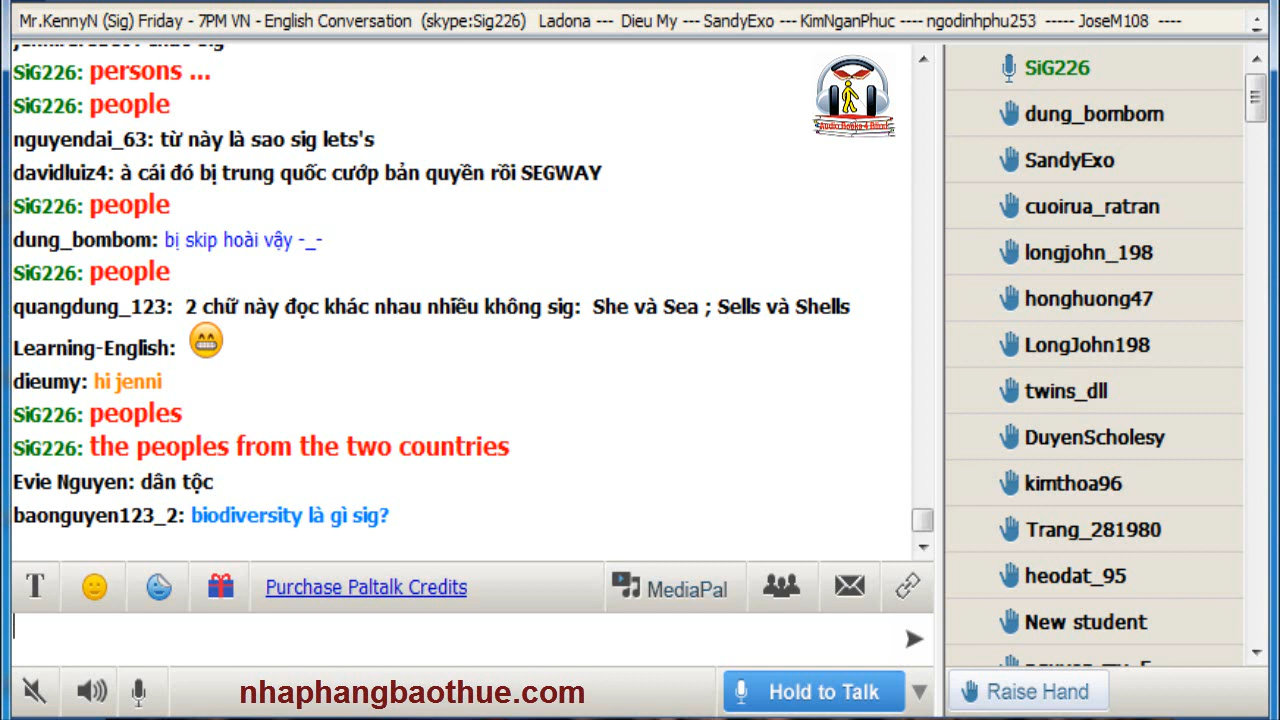 Mr.KennyN (Sig) Friday - 7PM VN - English Conversation (skype:Sig226) Ladona --- Dieu My --- SandyExo --- KimNganPhuc ---- ngodinhphu253 ----- JoseM108 ----
SiG226: persons ...
SiG226: people
nguyendai_63: từ này là sao sig lets's
davidluiz4: à cái đó bị trung quốc cướp bản quyền rồi SEGWAY
SiG226: people
dung_bombom: bị skip hoài vậy -_-
SiG226: people
quangdung_123: 2 chữ này đọc khác nhau nhiều không sig: She và Sea ; Sells và Shells
Learning-English:
dieumy: hi jenni
SiG226: peoples
SiG226: the peoples from the two countries
Evie Nguyen: dân tộc
baonguyen123_2: biodiversity là gì sig?
T
Purchase Paltalk Credits
MediaPal
nhaphangbaothue.com
Hold to Talk
SiG226
dung_bombom
SandyExo
cuoirua_ratran
longjohn_198
honghuong47
LongJohn198
twins_dll
DuyenScholesy
kimthoa96
Trang_281980
heodat_95
New student
Raise Hand